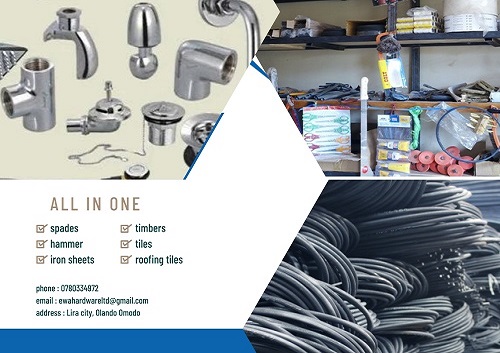 ALL IN ONE
spades
hammer
iron sheets
timbers
tiles
roofing tiles
phone : 0780334972
email : ewahardwareltd@gmail.com
address : Lira city, Olando Omodo